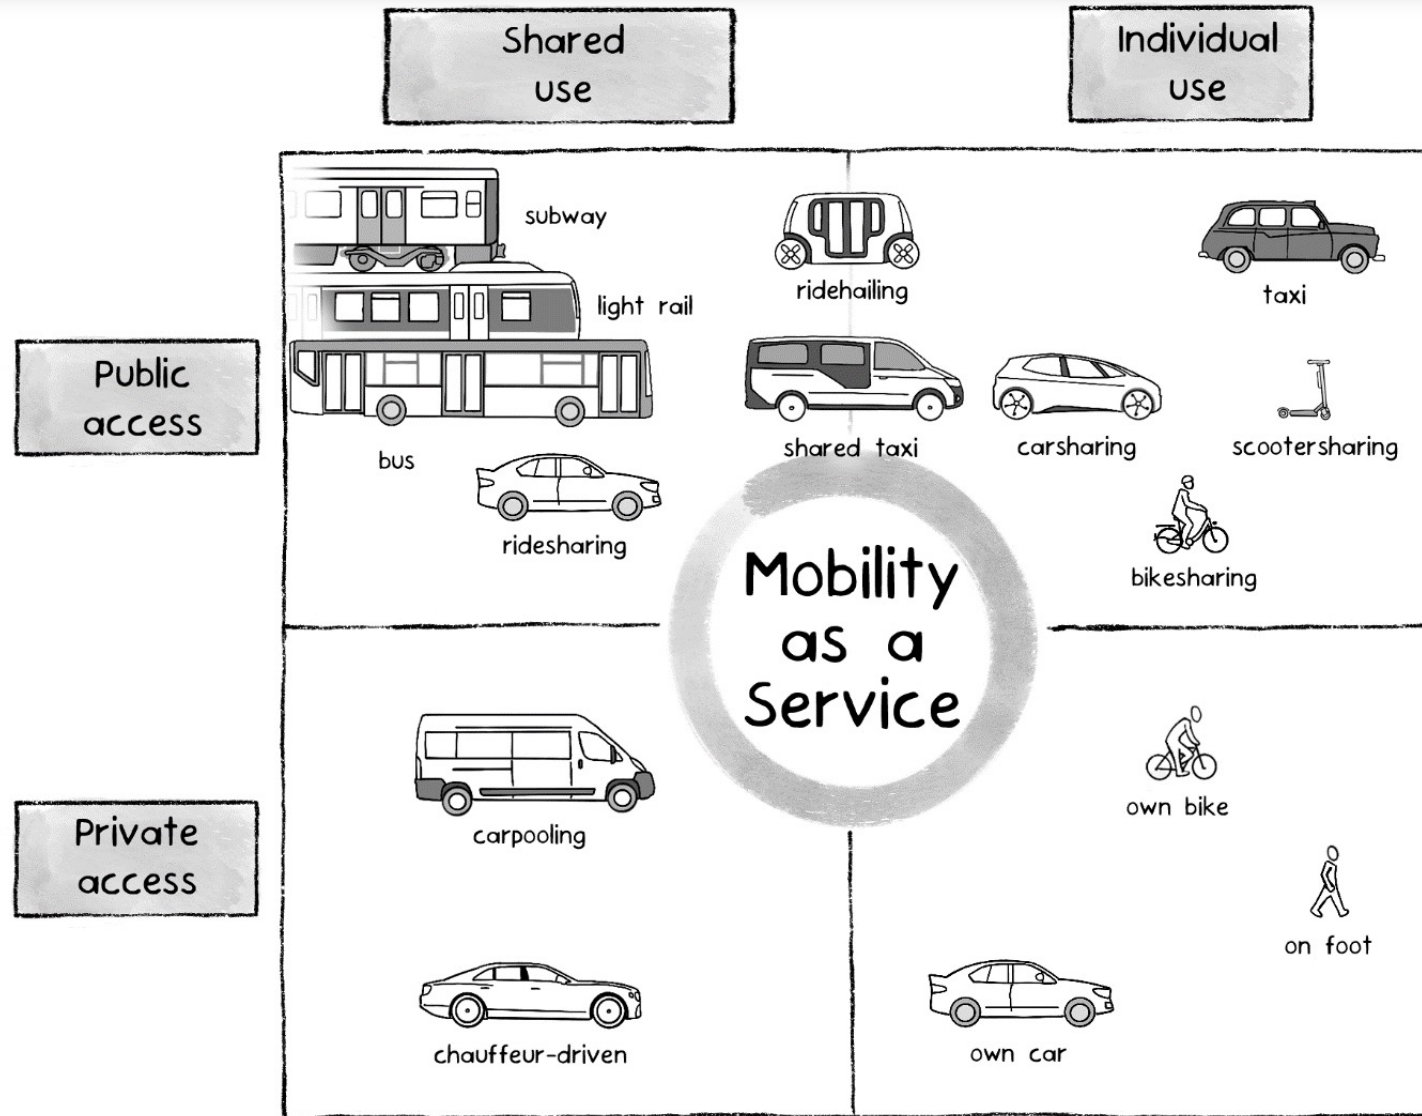 Shared
use
Individual
use
subway
ridehailing
taxi
light rail
Public
access
shared taxi
carsharing
scootersharing
bus
ridesharing
bikesharing
Mobility
as a
Service
Private
access
carpooling
own bike
on foot
chauffeur-driven
own car